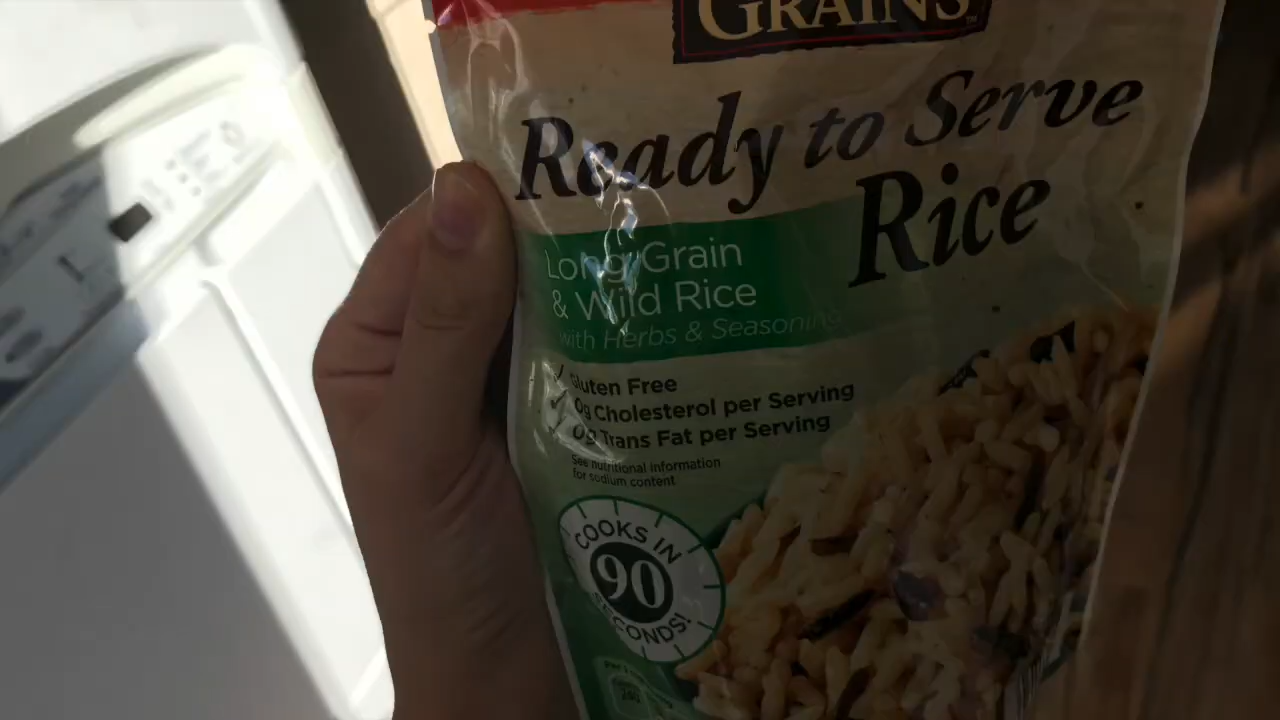 GRAINS™
Ready to Serve
Rice
Long Grain
& Wild Rice
with Herbs & Seasoning
Gluten Free
0g Cholesterol per Serving
0g Trans Fat per Serving
See nutritional information
for sodium content
COOKS IN
90
SECONDS!